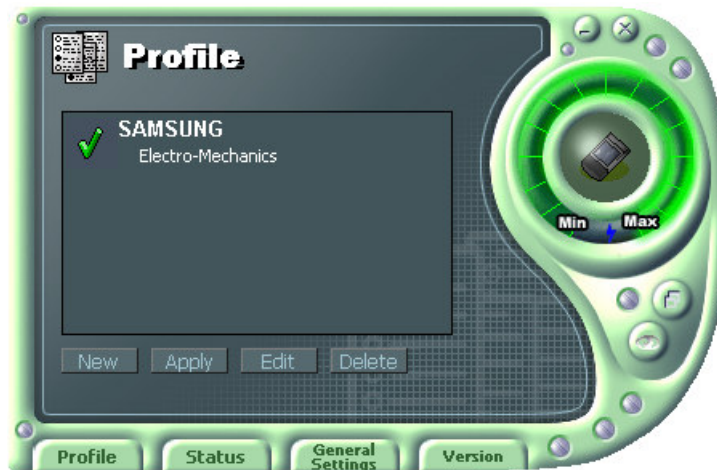 Profile
SAMSUNG
Electro-Mechanics
Min Max
New Apply Edit Delete
Profile Status General Settings Version